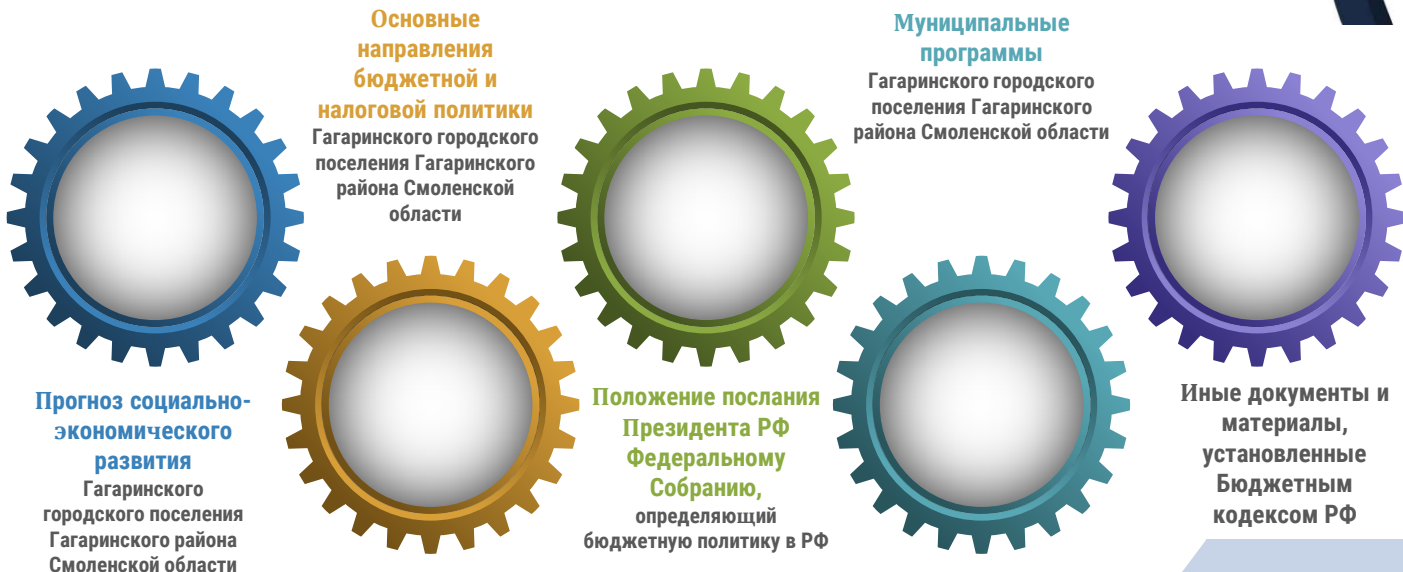 Прогноз социально-
экономического
развития
Гагаринского
городского поселения
Гагаринского района
Смоленской области
Основные
направления
бюджетной и
налоговой политики
Гагаринского городского
поселения Гагаринского
района Смоленской
области
Положение послания
Президента РФ
Федеральному
Собранию,
определяющий
бюджетную политику в РФ
Муниципальные
программы
Гагаринского городского
поселения Гагаринского
района Смоленской области
Иные документы и
материалы,
установленные
Бюджетным
кодексом РФ